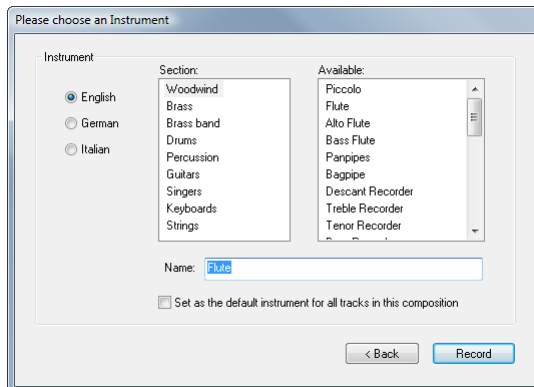 Please choose an Instrument
Instrument
Section:
Available:
English
German
Italian
Woodwind
Brass
Brass band
Drums
Percussion
Guitars
Singers
Keyboards
Strings
Piccolo
Flute
Alto Flute
Bass Flute
Panpipes
Bagpipe
Descant Recorder
Treble Recorder
Tenor Recorder
Name: Flute
Set as the default instrument for all tracks in this composition
< Back
Record